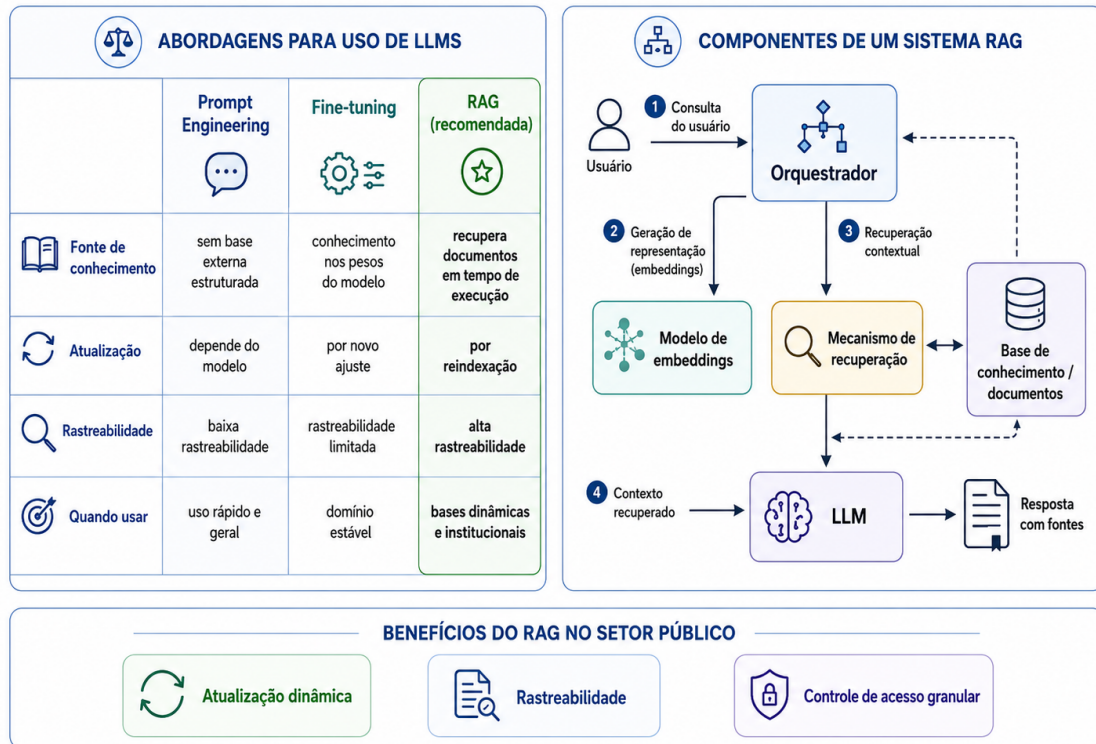 ABORDAGENS PARA USO DE LLMS
Prompt
Engineering
Fine-tuning
RAG
(recomendada)
Fonte de
conhecimento
sem base
externa
estruturada
conhecimento
nos pesos
do modelo
recupera
documentos
em tempo de
execução
Atualização
depende do
modelo
por novo
ajuste
por
reindexação
Rastreabilidade
baixa
rastreabilidade
rastreabilidade
limitada
alta
rastreabilidade
Quando usar
uso rápido e
geral
domínio
estável
bases dinâmicas
e institucionais
COMPONENTES DE UM SISTEMA RAG
Usuário
1 Consulta
do usuário
Orquestrador
2 Geração de
representação
(embeddings)
3 Recuperação
contextual
Modelo de
embeddings
Mecanismo de
recuperação
Base de
conhecimento /
documentos
4 Contexto
recuperado
LLM
Resposta
com fontes
BENEFÍCIOS DO RAG NO SETOR PÚBLICO
Atualização dinâmica
Rastreabilidade
Controle de acesso granular